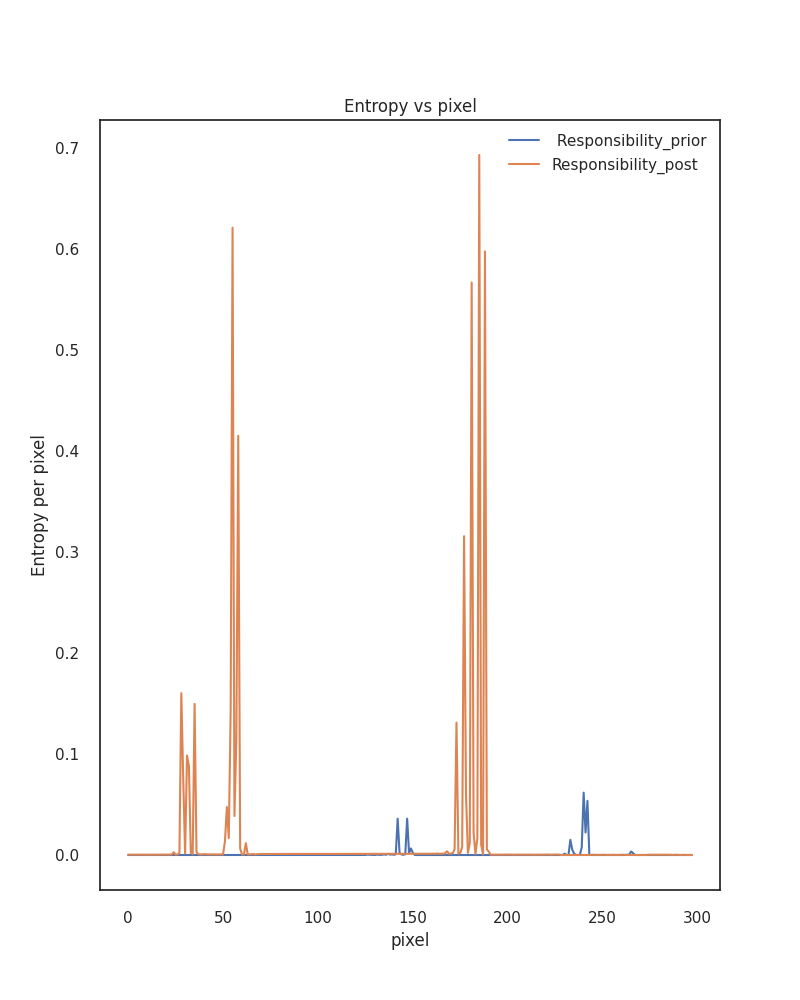 Entropy vs pixel
Responsibility_prior
Responsibility_post
Entropy per pixel
0.7
0.6
0.5
0.4
0.3
0.2
0.1
0.0
0 50 100 150 200 250 300
pixel